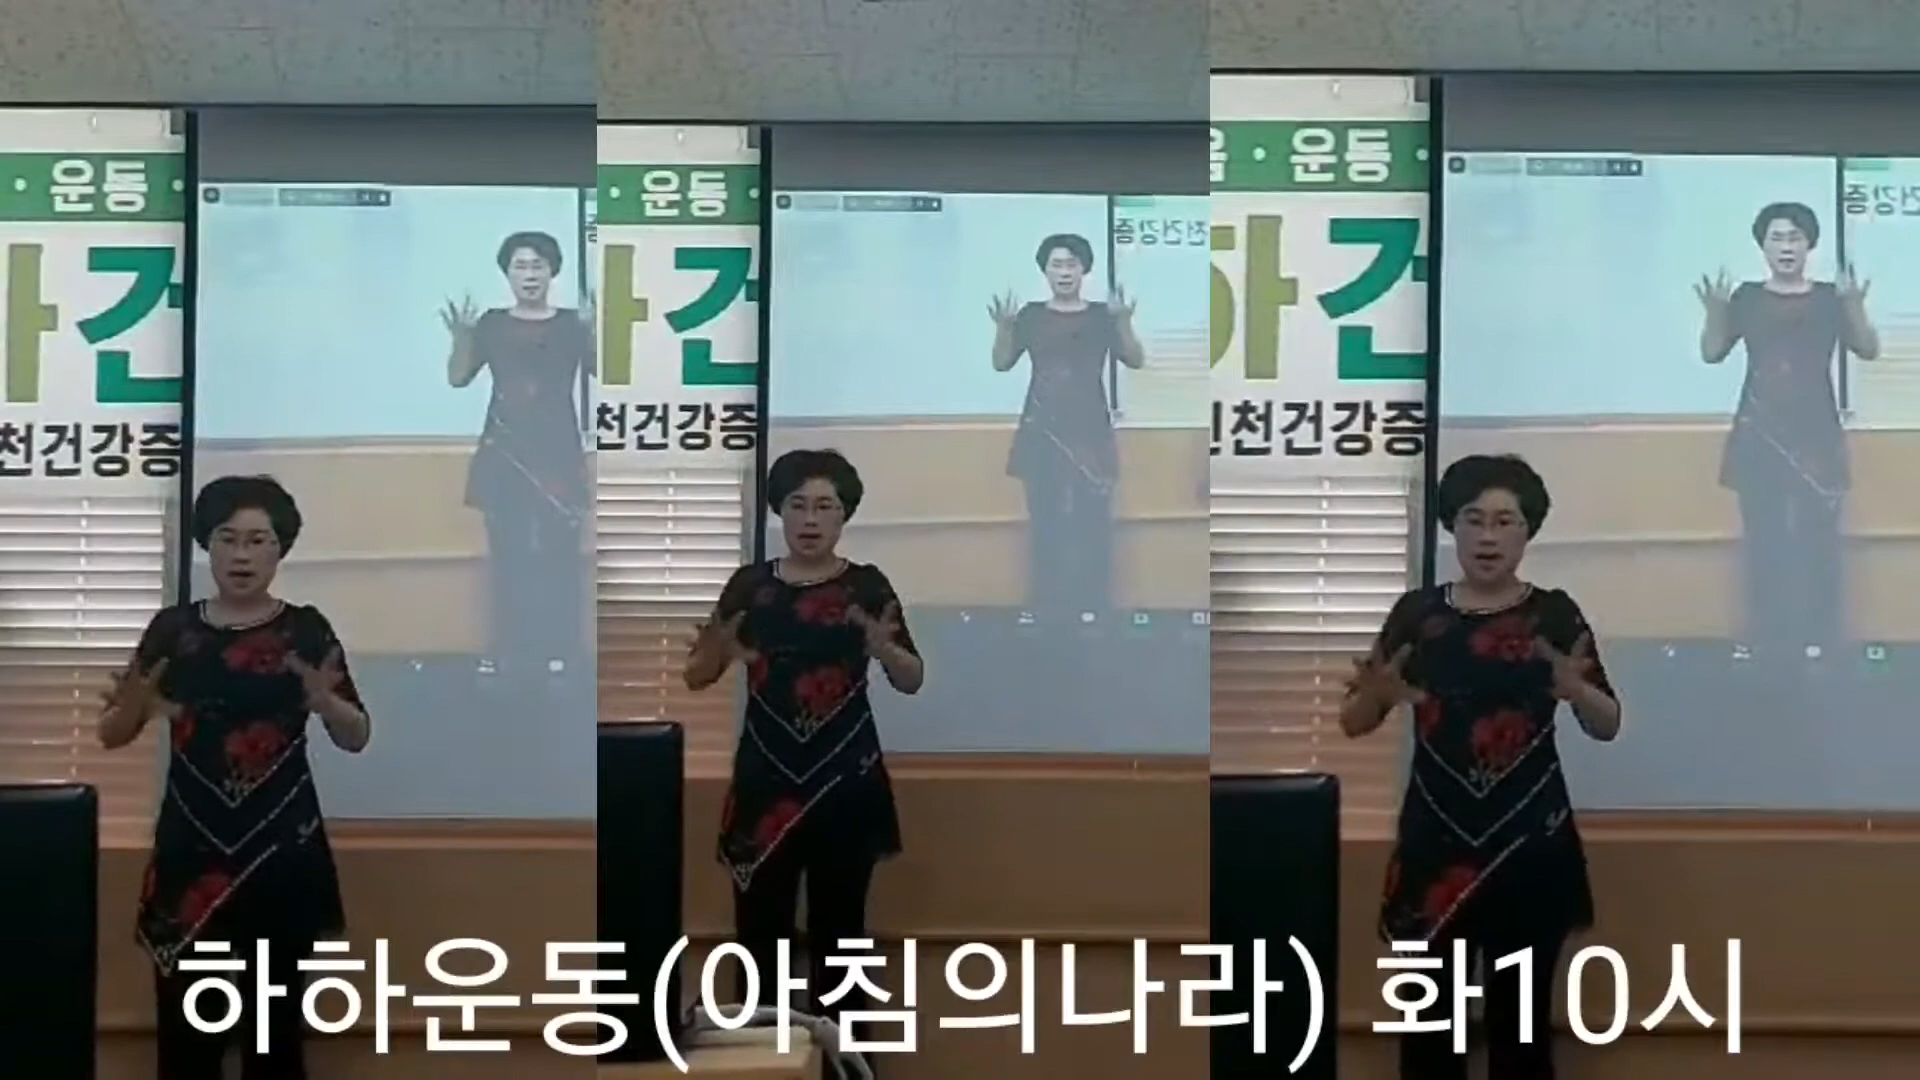 · 운동 ·
하건
천건강증
· 운동 ·
건
천건강증
음 · 운동 ·
하건
천건강증
하하운동(아침의나라) 화10시